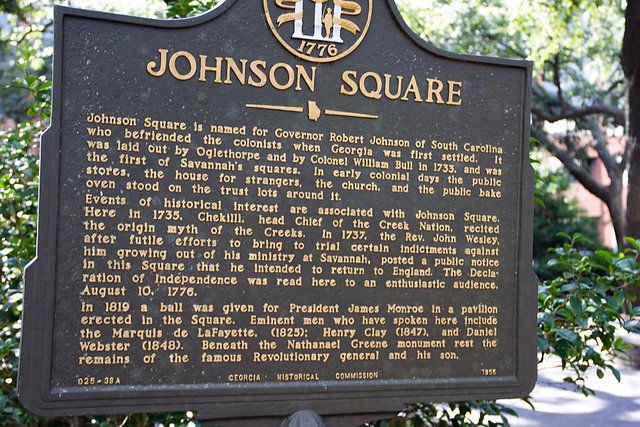 1776
JOHNSON SQUARE
Johnson Square is named for Governor Robert Johnson of South Carolina
who befriended the colonists when Georgia was first settled. It
was laid out by Oglethorpe and by Colonel William Bull in 1733, and was
the first of Savannah's squares. In early colonial days the public
stores, the house for strangers, the church, and the public bake
oven stood on the trust lots around it.
Events of historical interest are associated with Johnson Square.
Here in 1735, Chekilli, head Chief of the Creek Nation, recited
the origin myth of the Creeks. In 1737, the Rev. John Wesley,
after futile efforts to bring to trial certain indictments against
him growing out of his ministry at Savannah, posted a public notice
in this Square that he intended to return to England. The Decla-
ration of Independence was read here to an enthusiastic audience,
August 10, 1776.
In 1819 a ball was given for President James Monroe in a pavilion
erected in the Square. Eminent men who have spoken here include
the Marquis de LaFayette, (1825); Henry Clay (1847), and Daniel
Webster (1848). Beneath the Nathanael Greene monument rest the
remains of the famous Revolutionary general and his son.
025-38A GEORGIA HISTORICAL COMMISSION 1955